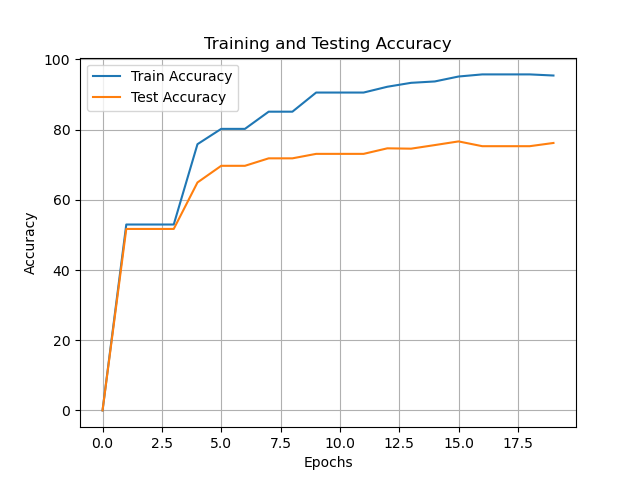 Training and Testing Accuracy
Train Accuracy
Test Accuracy
100
80
60
40
20
0
Accuracy
0.0 2.5 5.0 7.5 10.0 12.5 15.0 17.5
Epochs